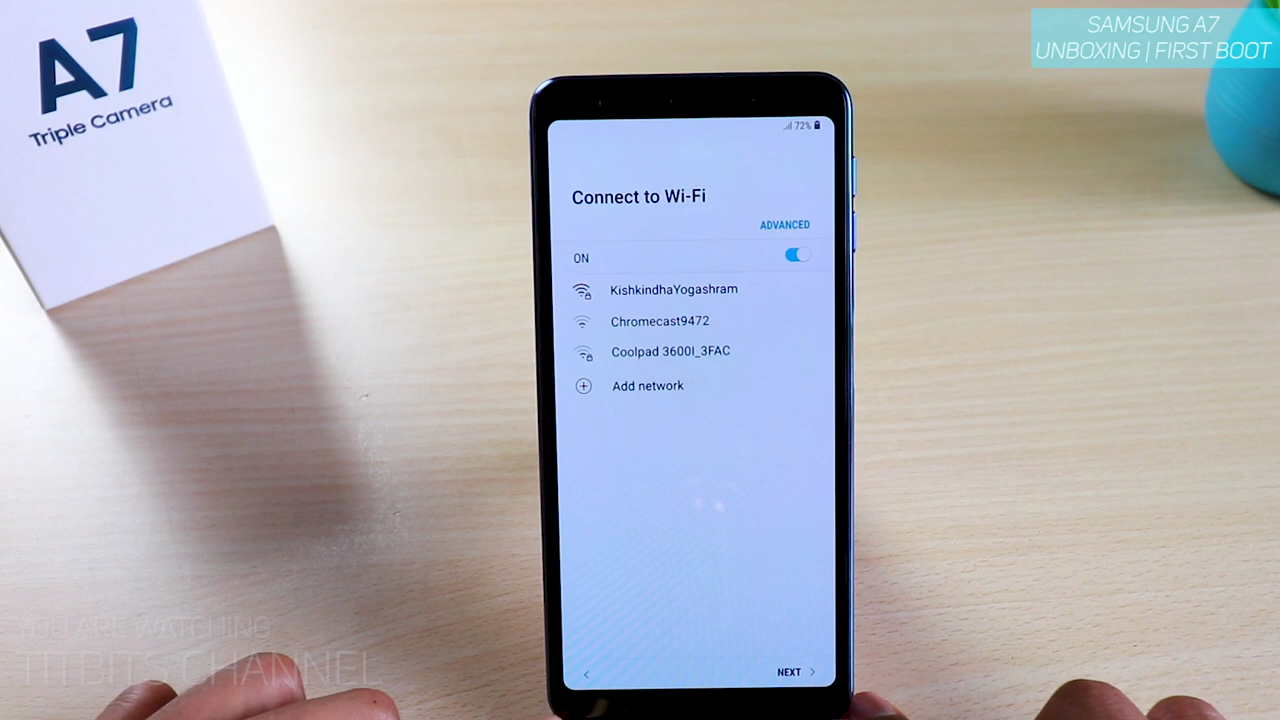 A7
Triple Camera
SAMSUNG A7
UNBOXING | FIRST BOOT
72%
Connect to Wi-Fi
ADVANCED
ON
KishkindhaYogashram
Chromecast9472
Coolpad 3600I_3FAC
Add network
NEXT
YOU ARE WATCHING
TITBITS CHANNEL